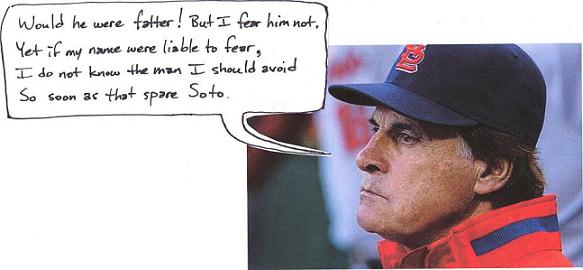 Would he were fatter! But I fear him not.
Yet if my name were liable to fear,
I do not know the man I should avoid
So soon as that spare Soto.
StL